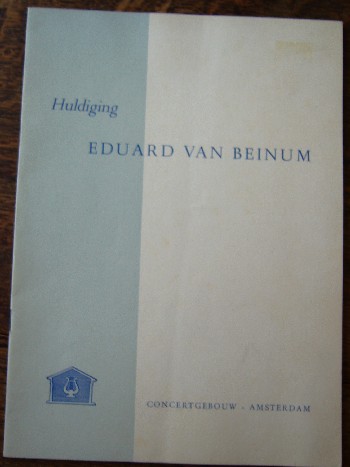 Huldiging
EDUARD VAN BEINUM
CONCERTGEBOUW - AMSTERDAM